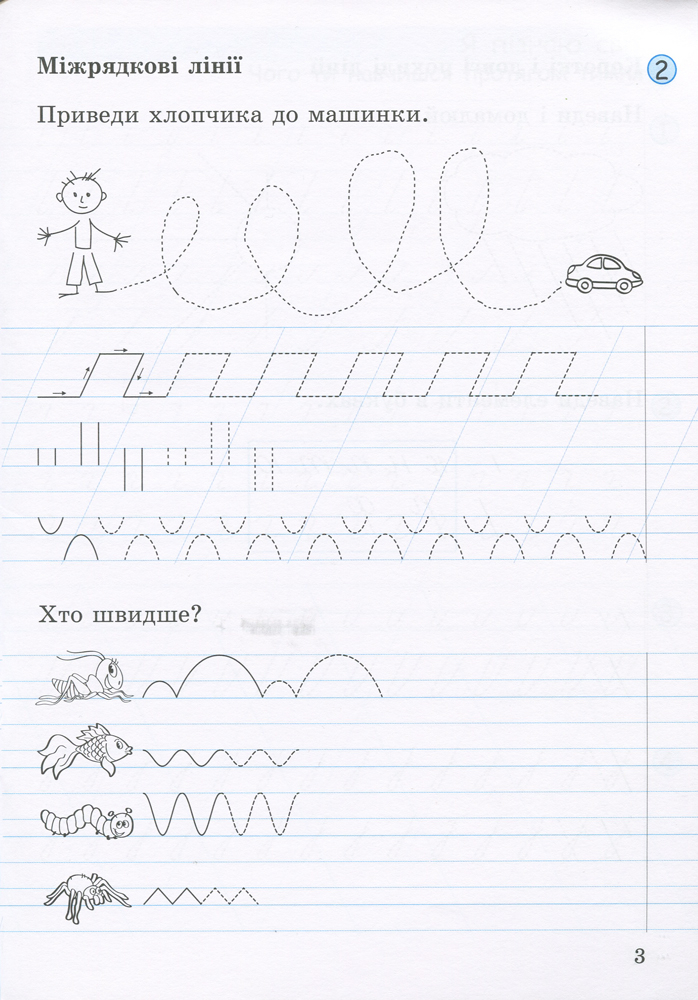 Міжрядкові лінії
2
Приведи хлопчика до машинки.
Хто швидше?
3